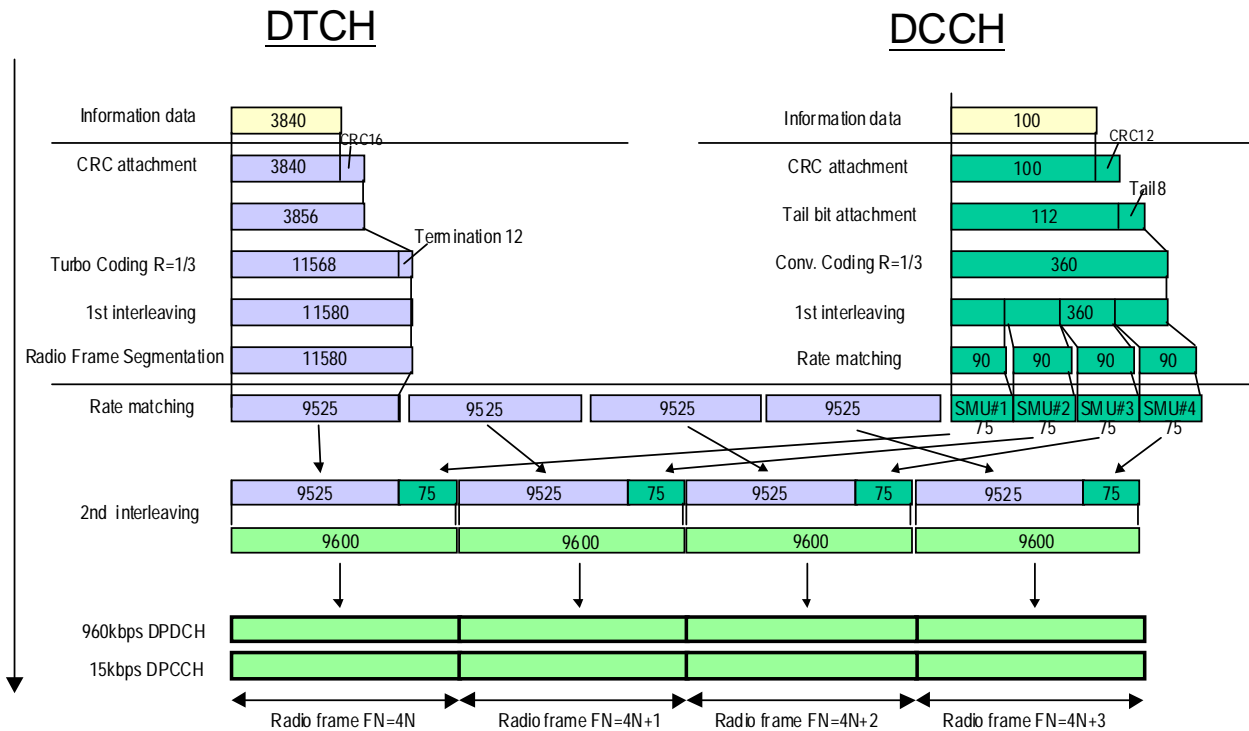 DTCH
DCCH
Information data
3840
Information data
100
CRC16
CRC12
CRC attachment
3840
CRC attachment
100
Tail8
3856
Tail bit attachment
112
Termination 12
Turbo Coding R=1/3
11568
Conv. Coding R=1/3
360
1st interleaving
11580
1st interleaving
360
Radio Frame Segmentation
11580
Rate matching
90
90
90
90
Rate matching
9525
9525
9525
9525
SMU#1
SMU#2
SMU#3
SMU#4
75
75
75
75
9525
75
9525
75
9525
75
9525
75
2nd interleaving
9600
9600
9600
9600
960kbps DPDCH
15kbps DPCCH
Radio frame FN=4N
Radio frame FN=4N+1
Radio frame FN=4N+2
Radio frame FN=4N+3